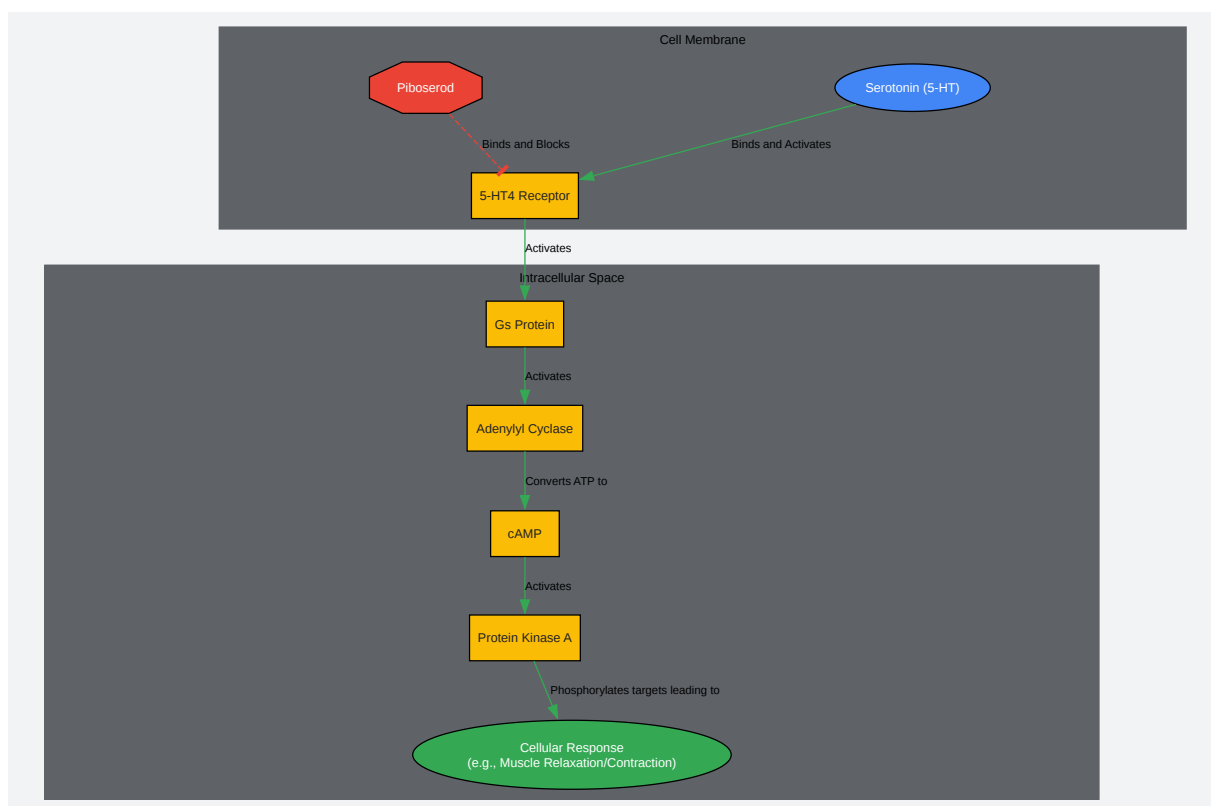 Cell Membrane
Piboserod
Serotonin (5-HT)
Binds and Blocks
Binds and Activates
5-HT4 Receptor
Activates
Intracellular Space
Gs Protein
Activates
Adenylyl Cyclase
Converts ATP to
cAMP
Activates
Protein Kinase A
Phosphorylates targets leading to
Cellular Response
(e.g., Muscle Relaxation/Contraction)